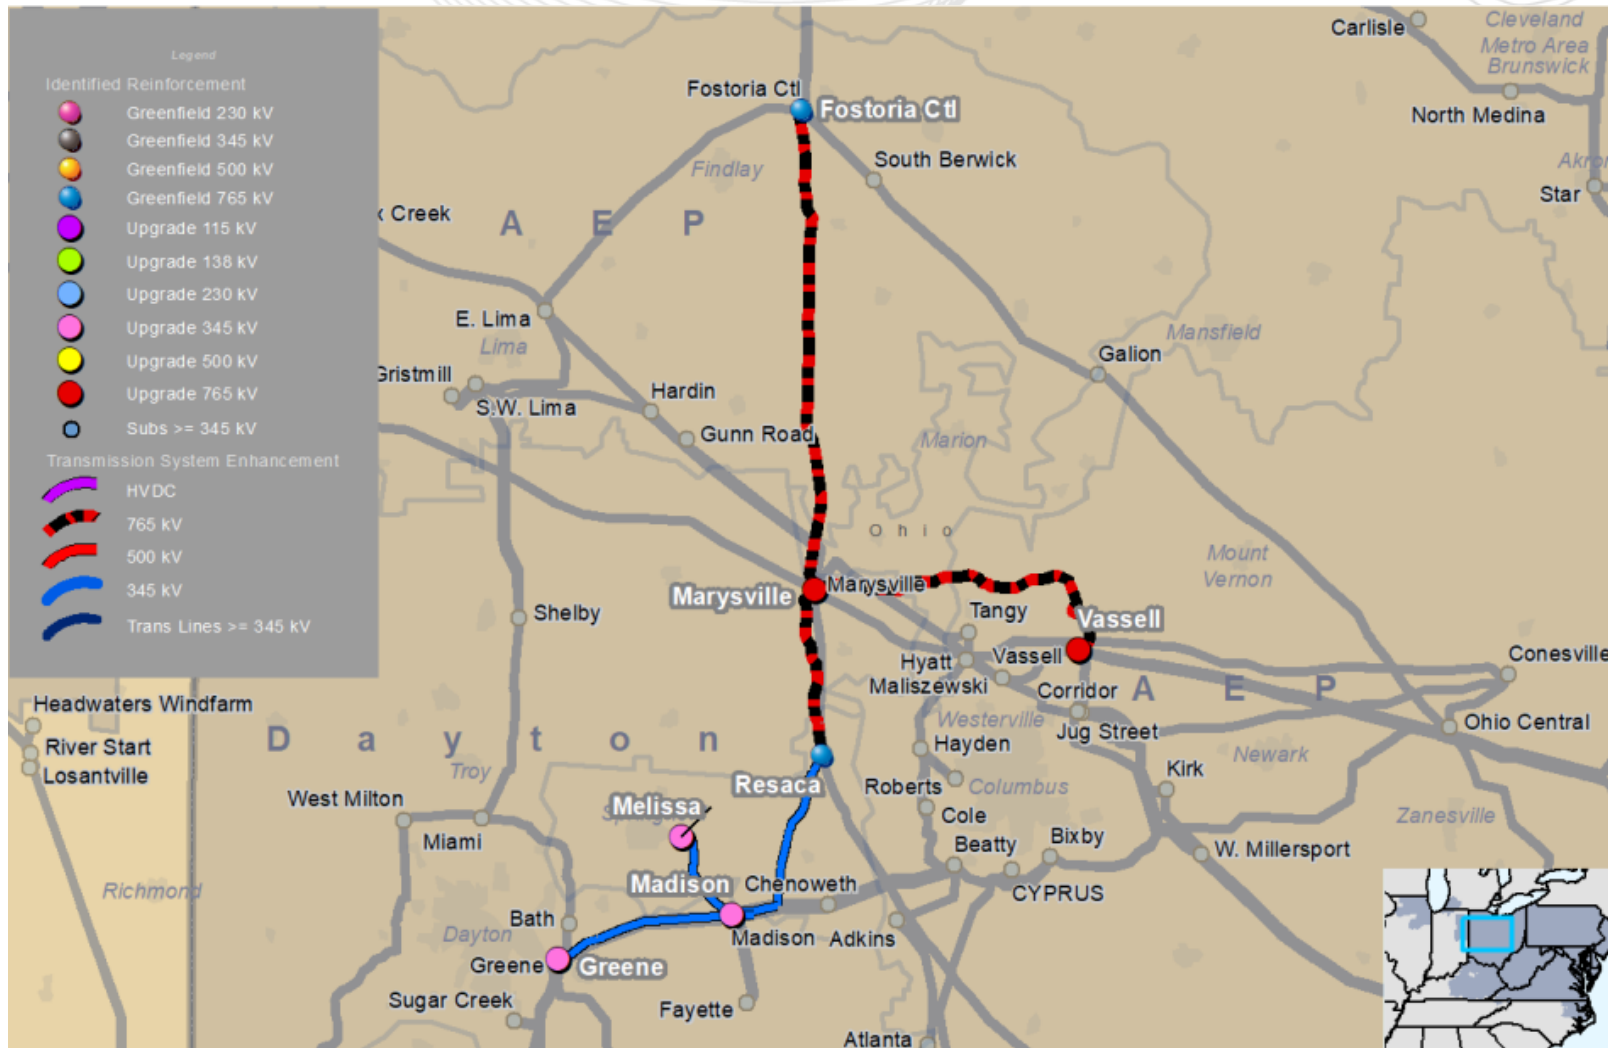 Legend
Identified Reinforcement
Greenfield 230 kV
Greenfield 345 kV
Greenfield 500 kV
Greenfield 765 kV
Upgrade 115 kV
Upgrade 138 kV
Upgrade 230 kV
Upgrade 345 kV
Upgrade 500 kV
Upgrade 765 kV
Subs >= 345 kV
Transmission System Enhancement
HVDC
765 kV
500 kV
345 kV
Trans Lines >= 345 kV
Carlisle
Cleveland
Metro Area
Brunswick
North Medina
Akron
Star
Fostoria Ctl
Fostoria Ctl
South Berwick
Findlay
x Creek
A E P
E. Lima
Lima
Mansfield
Galion
Gristmill
S.W. Lima
Hardin
Gunn Road
Marion
Ohio
Mount
Vernon
Marysville
Marysville
Shelby
Tangy
Vassell
Vassell
Hyatt
Maliszewski
Conesville
Corridor
A E P
Headwaters Windfarm
River Start
Losantville
Dayton
Westerville
Jug Street
Ohio Central
Hayden
Newark
Troy
Resaca
Kirk
Columbus
Roberts
West Milton
Melissa
Cole
Zanesville
Miami
Beatty
Bixby
W. Millersport
Richmond
Madison
Chenoweth
CYPRUS
Bath
Dayton
Madison
Adkins
Greene
Greene
Sugar Creek
Fayette
Atlanta